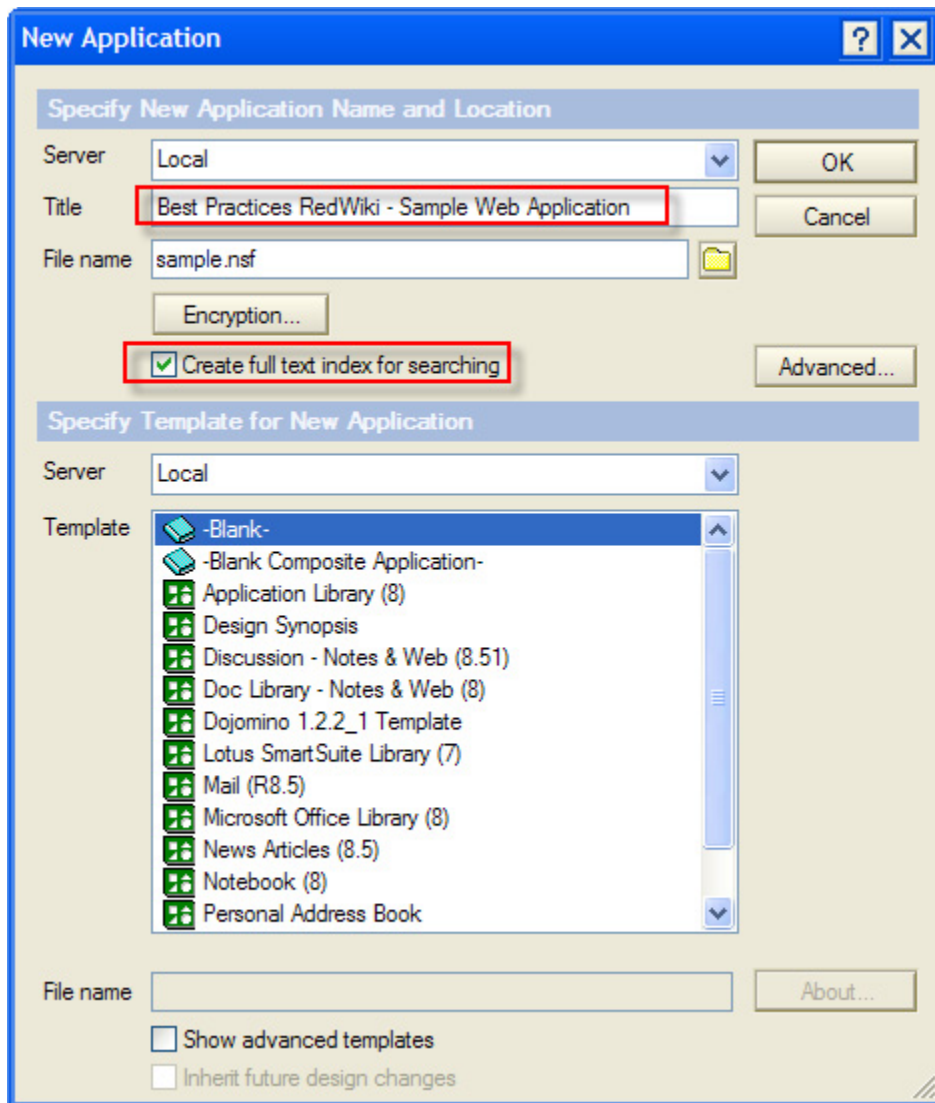 New Application
Specify New Application Name and Location
Server Local OK
Title Best Practices RedWiki - Sample Web Application Cancel
File name sample.nsf
Encryption...
Create full text index for searching Advanced...
Specify Template for New Application
Server Local
Template -Blank-
-Blank Composite Application-
Application Library (8)
Design Synopsis
Discussion - Notes & Web (8.51)
Doc Library - Notes & Web (8)
Dojomino 1.2.2_1 Template
Lotus SmartSuite Library (7)
Mail (R8.5)
Microsoft Office Library (8)
News Articles (8.5)
Notebook (8)
Personal Address Book
File name About...
Show advanced templates
Inherit future design changes